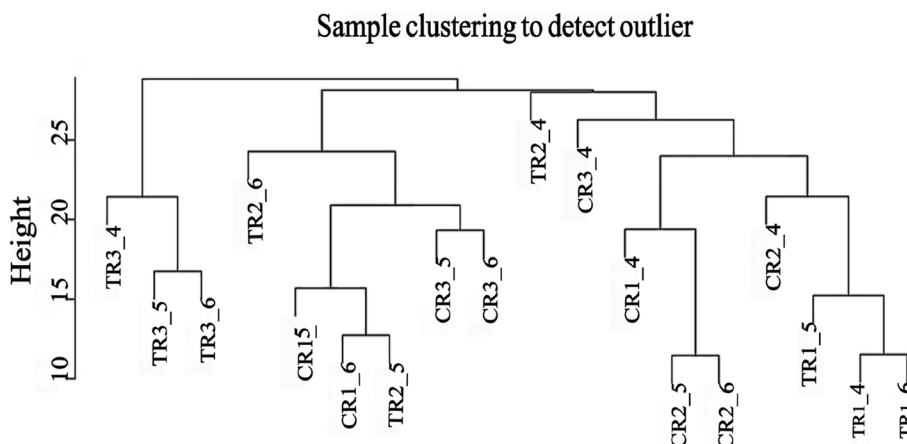 Sample clustering to detect outlier
Height
25
20
15
10
TR3_4
TR3_5
TR3_6
TR2_6
CR15_
CR1_6
TR2_5
CR3_5
CR3_6
TR2_4
CR3_4
CR1_4
CR2_5
CR2_6
CR2_4
TR1_5
TR1_4
TR1_6